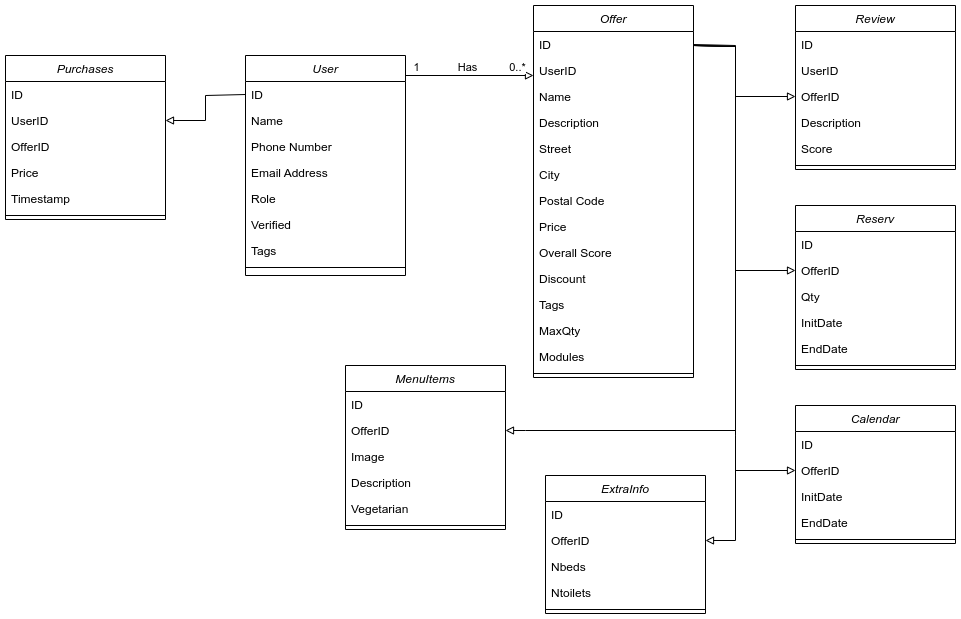 Purchases
ID
UserID
OfferID
Price
Timestamp
User
ID
Name
Phone Number
Email Address
Role
Verified
Tags
1 Has 0..*
Offer
ID
UserID
Name
Description
Street
City
Postal Code
Price
Overall Score
Discount
Tags
MaxQty
Modules
Review
ID
UserID
OfferID
Description
Score
Reserv
ID
OfferID
Qty
InitDate
EndDate
MenuItems
ID
OfferID
Image
Description
Vegetarian
ExtraInfo
ID
OfferID
Nbeds
Ntoilets
Calendar
ID
OfferID
InitDate
EndDate